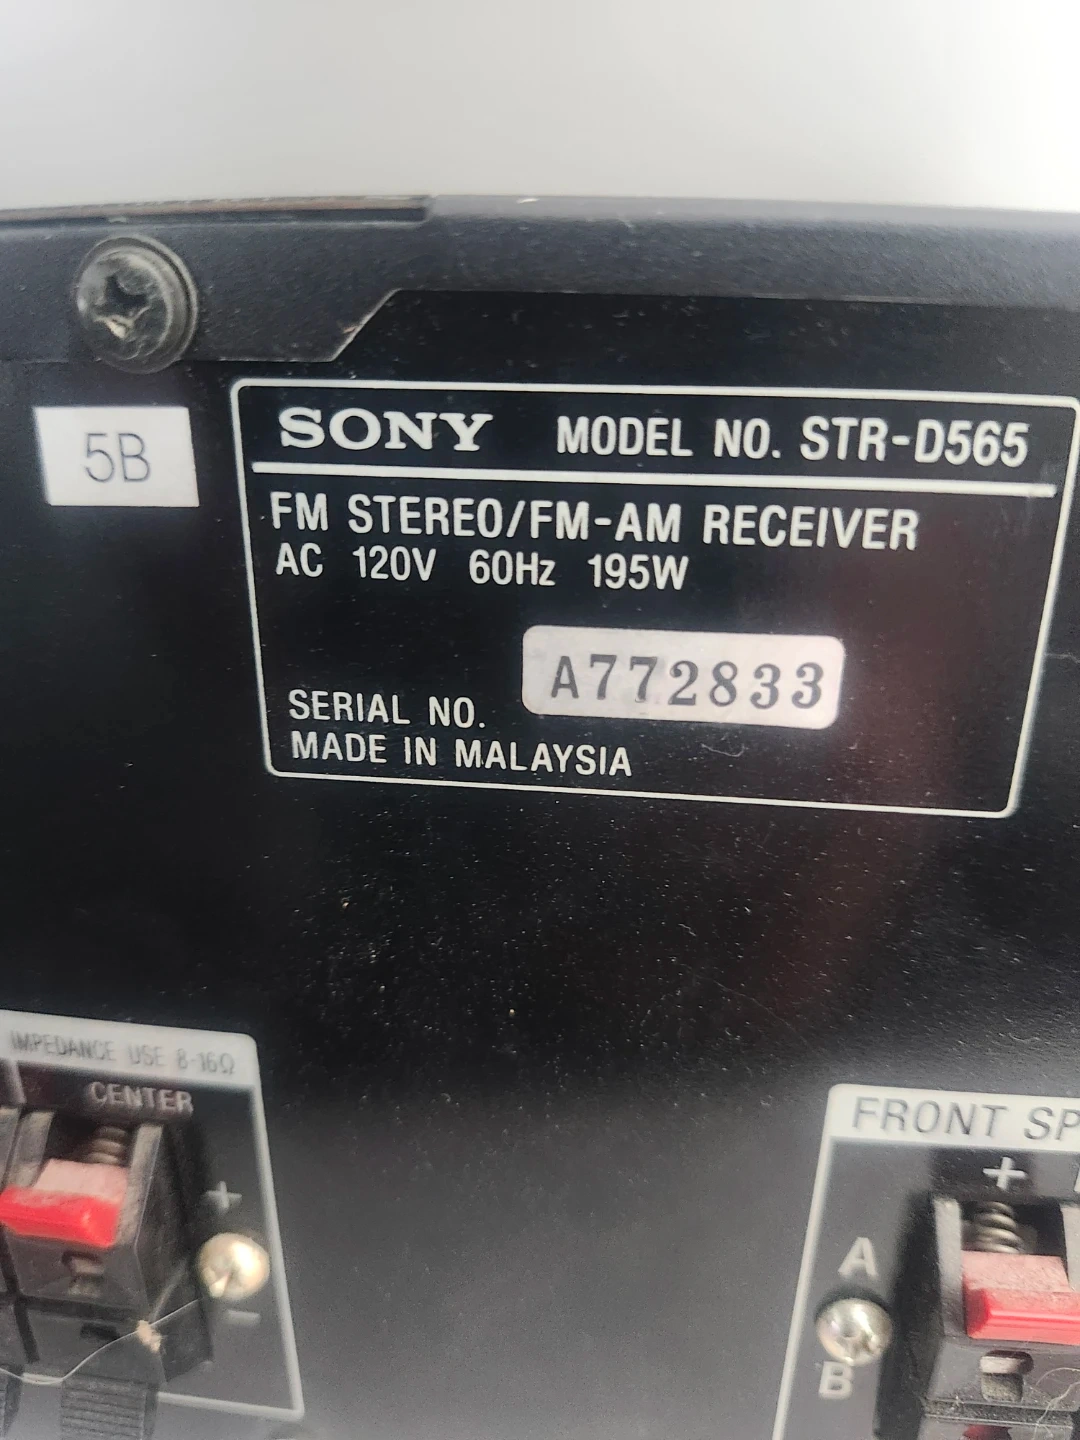 5B
SONY MODEL NO. STR-D565
FM STEREO/FM-AM RECEIVER
AC 120V 60Hz 195W
SERIAL NO. A772833
MADE IN MALAYSIA
IMPEDANCE USE 8-16Ω
CENTER
+
-
FRONT
+
A
B